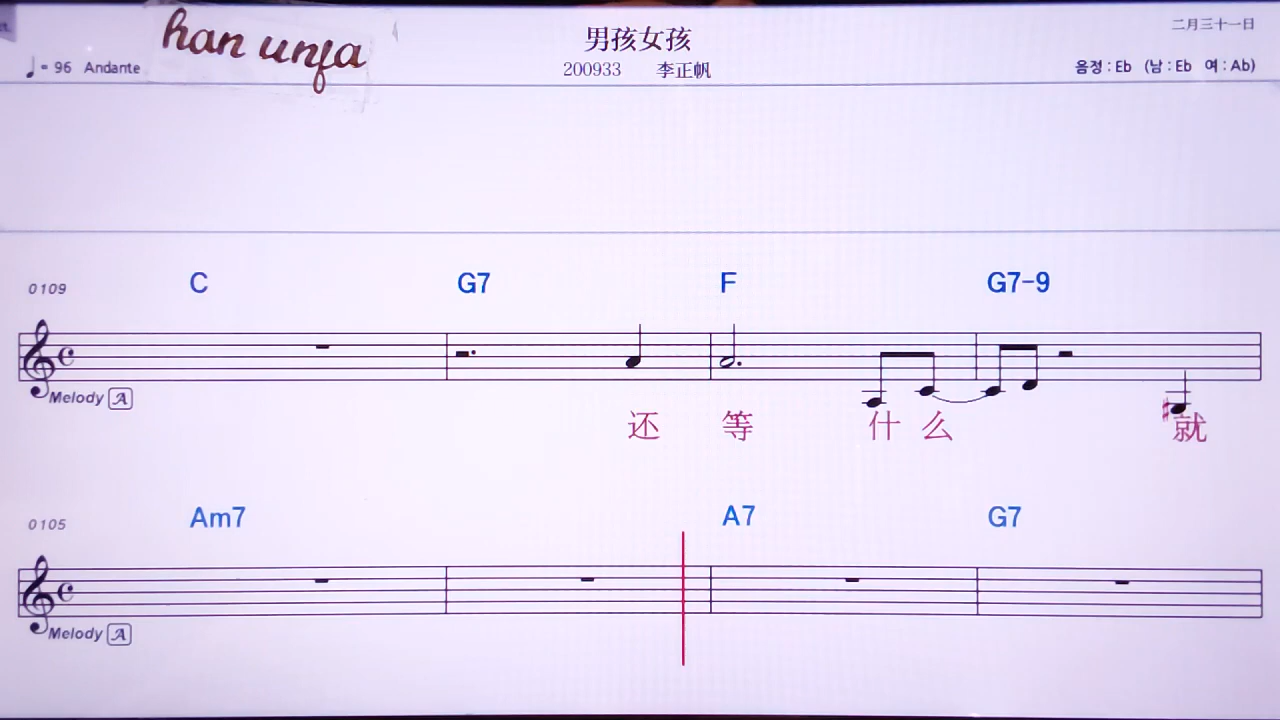 han unfa
男孩女孩
二月三十一日
♩= 96 Andante
200933 李正帆
음정 : Eb (남 : Eb 여 : Ab)
0109 C G7 F G7-9
Melody A
还 等 什 么 就
0105 Am7 A7 G7
Melody A